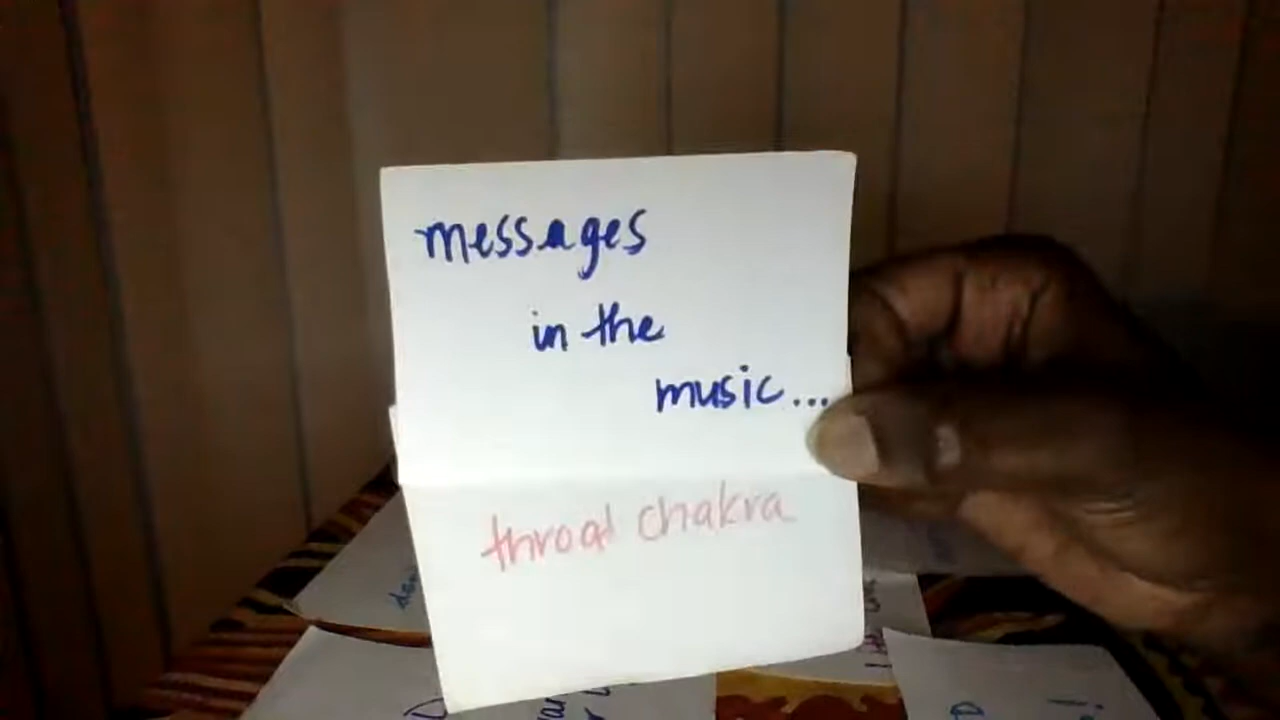 messages
in the
music...
throat chakra